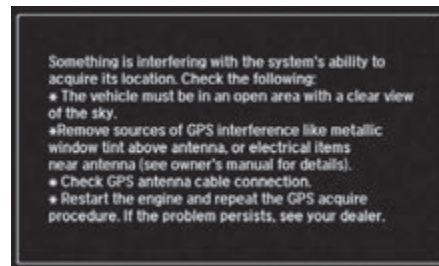 Something is interfering with the system's ability to
acquire its location. Check the following:
* The vehicle must be in an open area with a clear view
of the sky.
*Remove sources of GPS interference like metallic
window tint above antenna, or electrical items
near antenna (see owner's manual for details).
* Check GPS antenna cable connection.
* Restart the engine and repeat the GPS acquire
procedure. If the problem persists, see your dealer.